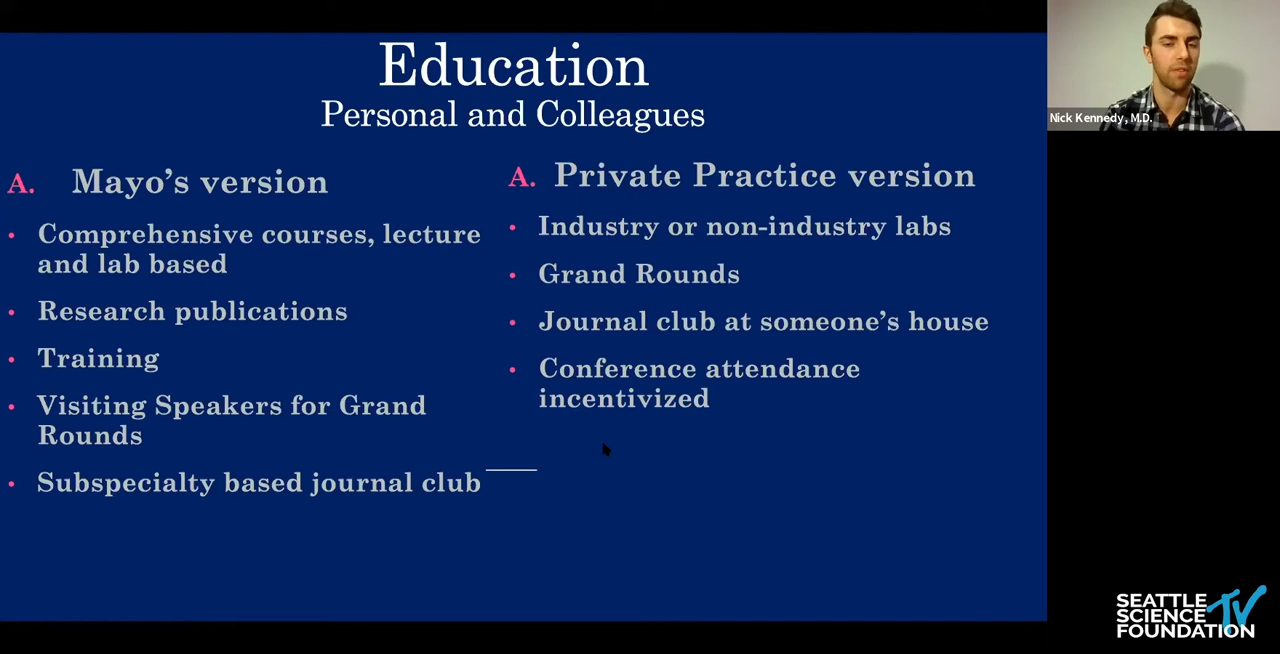 Education
Personal and Colleagues
A. Mayo's version
• Comprehensive courses, lecture
and lab based
• Research publications
• Training
• Visiting Speakers for Grand
Rounds
• Subspecialty based journal club
A. Private Practice version
• Industry or non-industry labs
• Grand Rounds
• Journal club at someone's house
• Conference attendance
incentivized
Nick Kennedy, M.D.
SEATTLE
SCIENCE TV
FOUNDATION